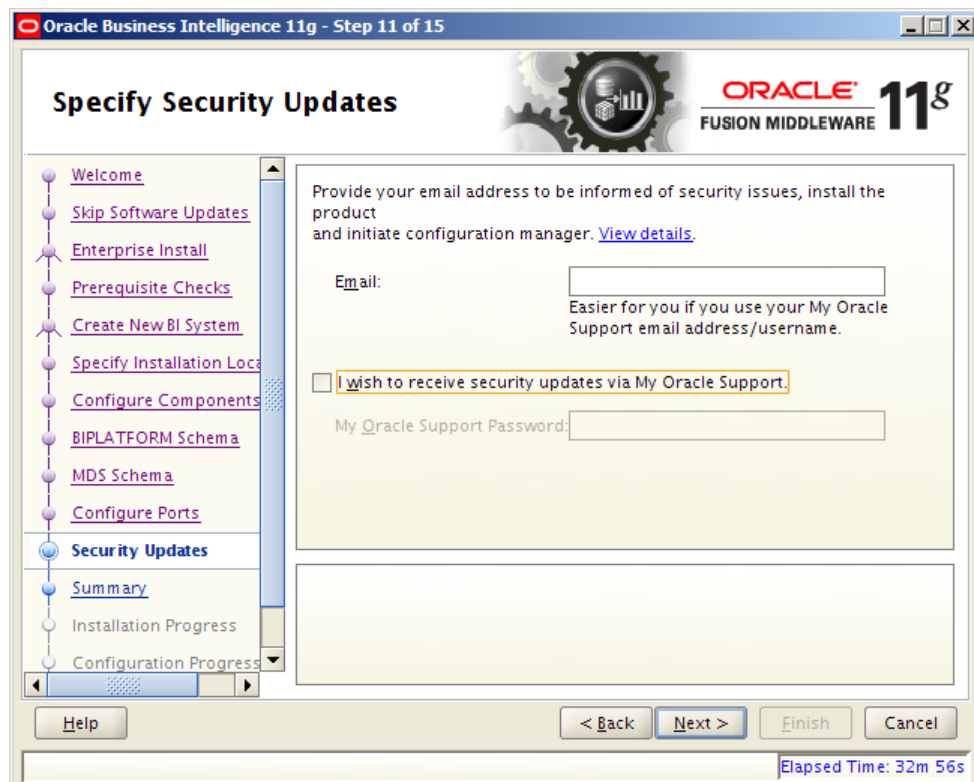 Oracle Business Intelligence 11g - Step 11 of 15
Specify Security Updates
ORACLE
FUSION MIDDLEWARE
11g
Welcome
Skip Software Updates
Enterprise Install
Prerequisite Checks
Create New BI System
Specify Installation Loca
Configure Components
BIPLATFORM Schema
MDS Schema
Configure Ports
Security Updates
Summary
Installation Progress
Configuration Progress
Provide your email address to be informed of security issues, install the
product
and initiate configuration manager. View details.
Email:
Easier for you if you use your My Oracle
Support email address/username.
I wish to receive security updates via My Oracle Support.
My Oracle Support Password:
Help
< Back
Next >
Finish
Cancel
Elapsed Time: 32m 56s